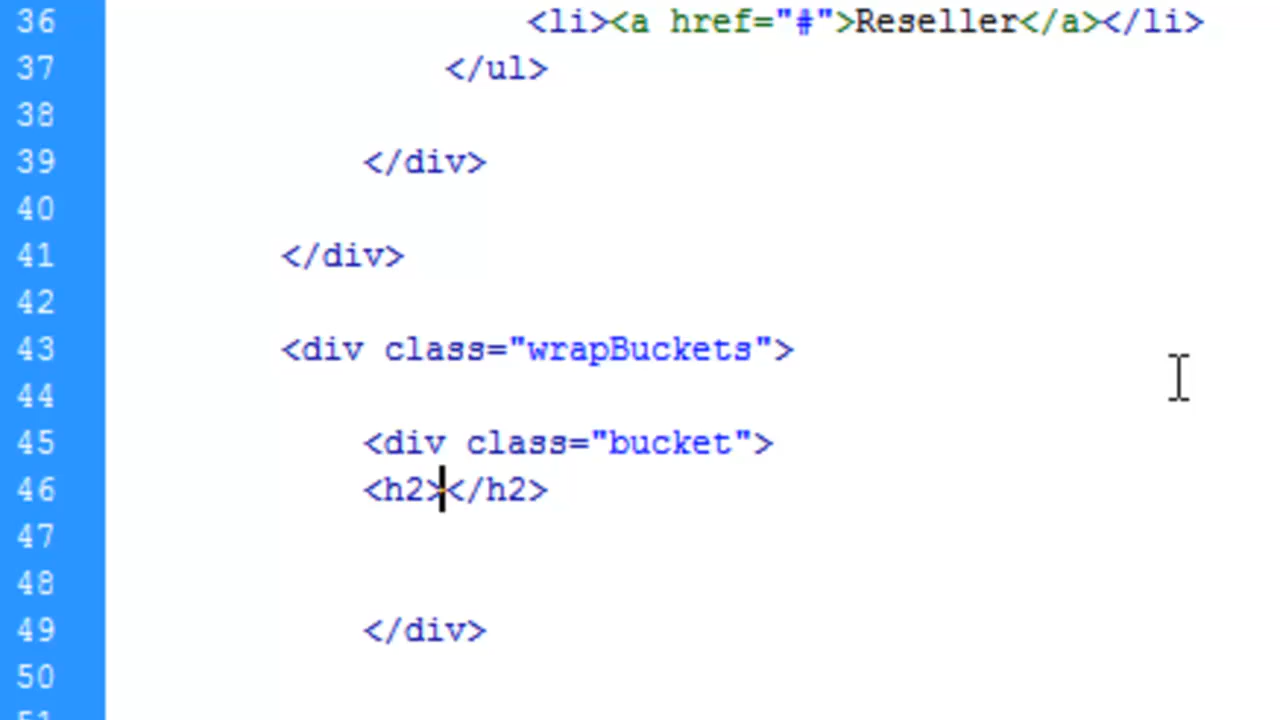 36 <li><a href="#">Reseller</a></li>
37 </ul>
38
39 </div>
40
41 </div>
42
43 <div class="wrapBuckets">
44
45 <div class="bucket">
46 <h2></h2>
47
48
49 </div>
50
51